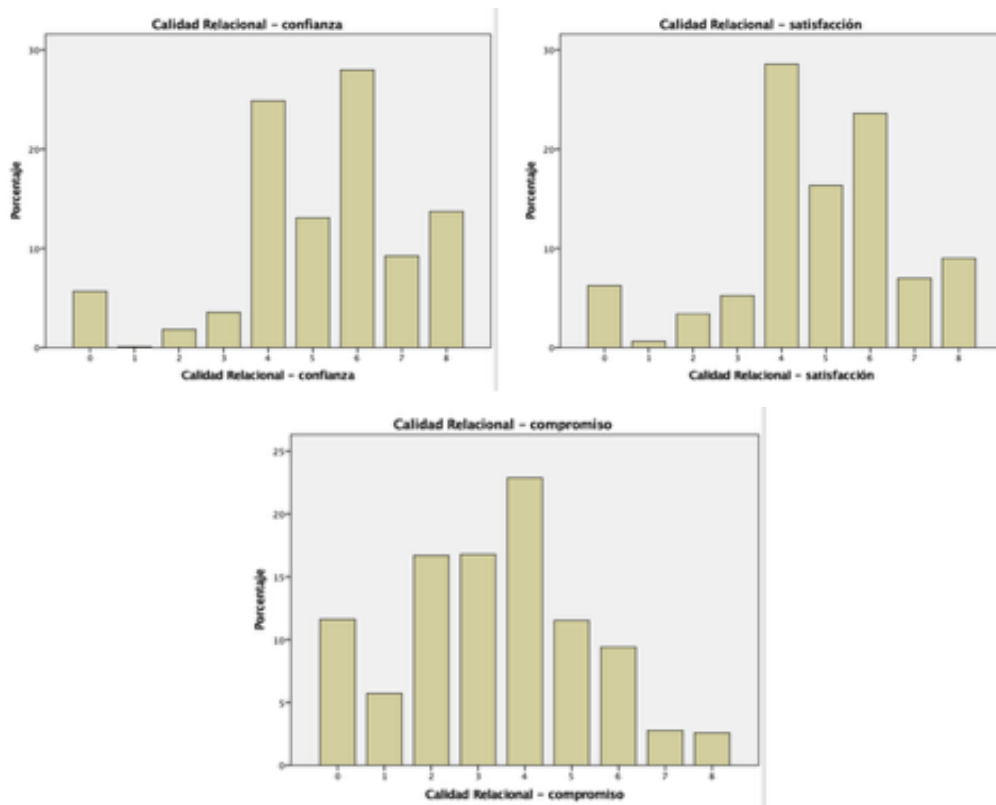 Calidad Relacional – confianza
30
20
10
0
Porcentaje
0 1 2 3 4 5 6 7 8
Calidad Relacional – confianza
Calidad Relacional – satisfacción
30
20
10
0
Porcentaje
0 1 2 3 4 5 6 7 8
Calidad Relacional – satisfacción
Calidad Relacional – compromiso
25
20
15
10
5
0
Porcentaje
0 1 2 3 4 5 6 7 8
Calidad Relacional – compromiso